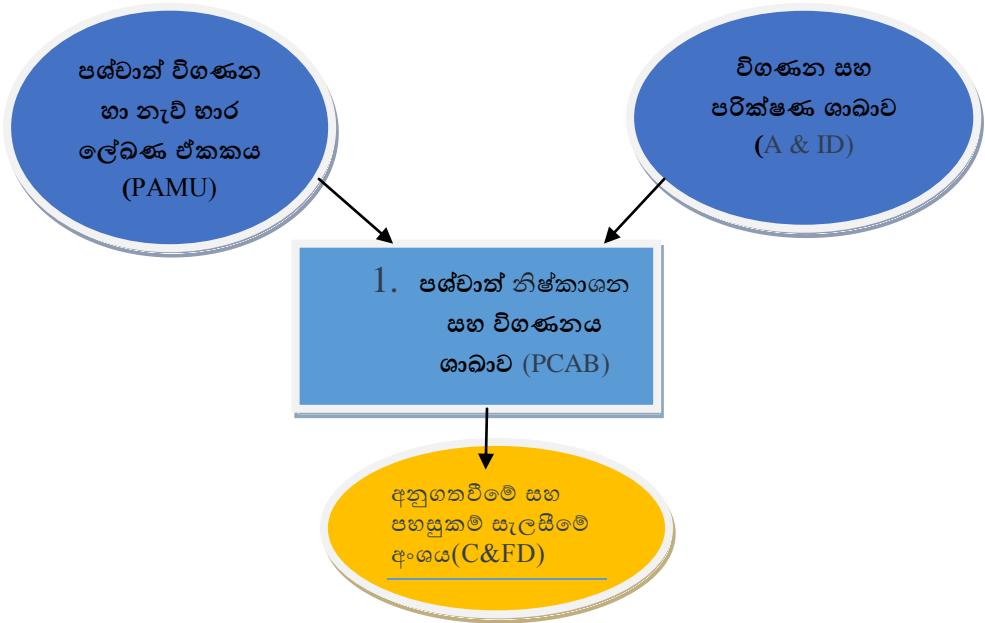 පශ්චාත් විගණන
හා නැව් භාර
ලේඛණ ඒකකය
(PAMU)
විගණන සහ
පරික්ෂණ ශාඛාව
(A & ID)
1. පශ්චාත් නිෂ්කාශන
සහ විගණනය
ශාඛාව (PCAB)
අනුගතවීමේ සහ
පහසුකම් සැලසීමේ
අංශය(C&FD)